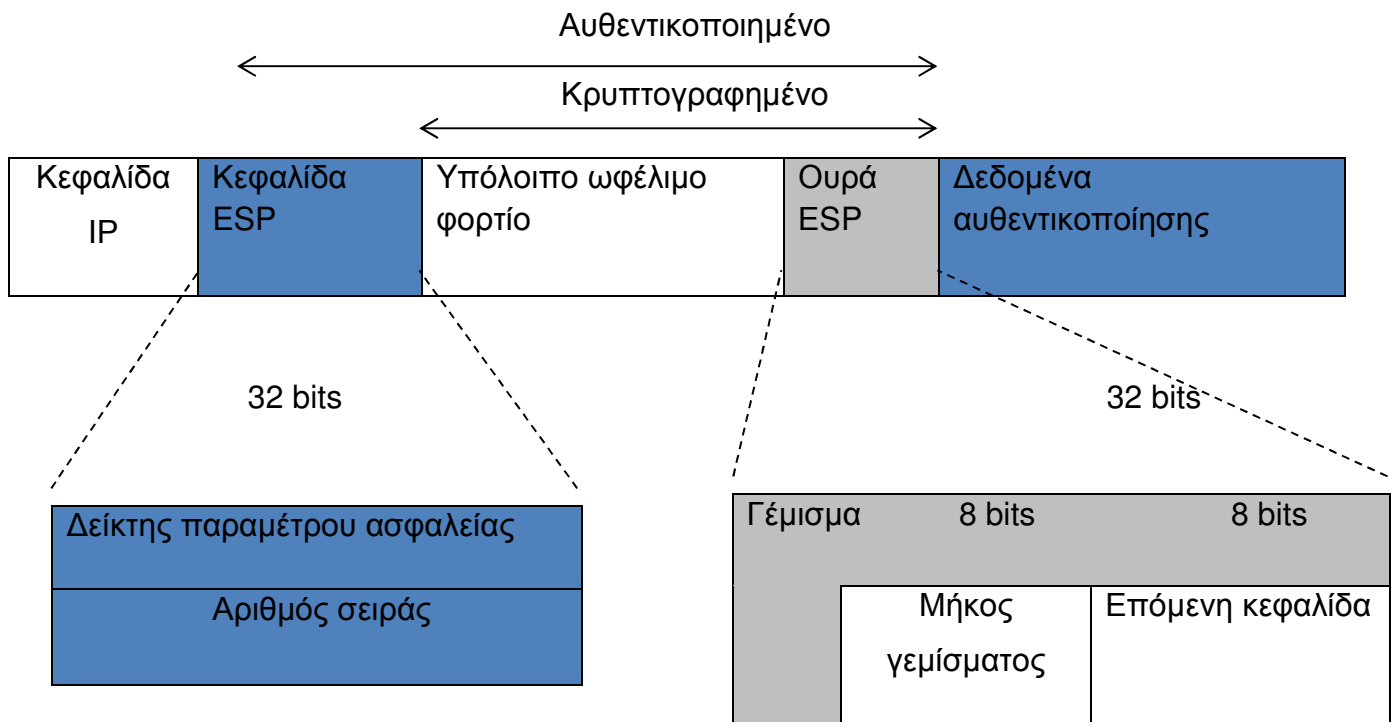 Αυθεντικοποιημένο
Κρυπτογραφημένο
Κεφαλίδα
IP
Κεφαλίδα
ESP
Υπόλοιπο ωφέλιμο
φορτίο
Ουρά
ESP
Δεδομένα
αυθεντικοποίησης
32 bits
32 bits
Δείκτης παραμέτρου ασφαλείας
Αριθμός σειράς
Γέμισμα 8 bits 8 bits
Μήκος
γεμίσματος
Επόμενη κεφαλίδα